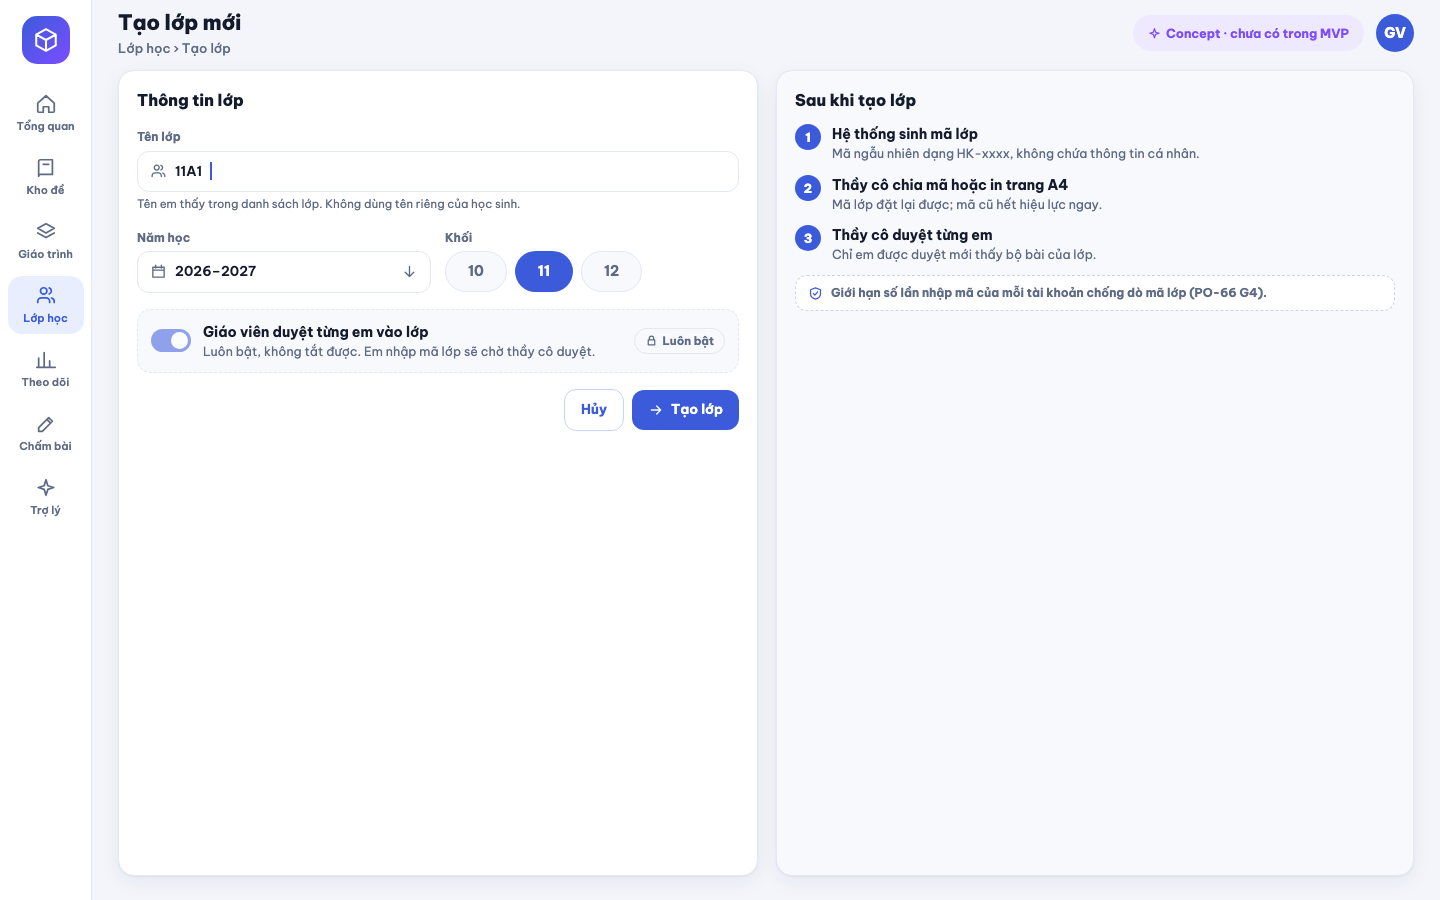 Tạo lớp mới
Lớp học › Tạo lớp
Concept · chưa có trong MVP
GV
Tổng quan
Kho đề
Giáo trình
Lớp học
Theo dõi
Chấm bài
Trợ lý
Thông tin lớp
Tên lớp
11A1
Tên em thấy trong danh sách lớp. Không dùng tên riêng của học sinh.
Năm học
Khối
2026–2027
10
11
12
Giáo viên duyệt từng em vào lớp
Luôn bật, không tắt được. Em nhập mã lớp sẽ chờ thầy cô duyệt.
Luôn bật
Hủy
Tạo lớp
Sau khi tạo lớp
1
Hệ thống sinh mã lớp
Mã ngẫu nhiên dạng HK-xxxx, không chứa thông tin cá nhân.
2
Thầy cô chia mã hoặc in trang A4
Mã lớp đặt lại được; mã cũ hết hiệu lực ngay.
3
Thầy cô duyệt từng em
Chỉ em được duyệt mới thấy bộ bài của lớp.
Giới hạn số lần nhập mã của mỗi tài khoản chống dò mã lớp (PO-66 G4).